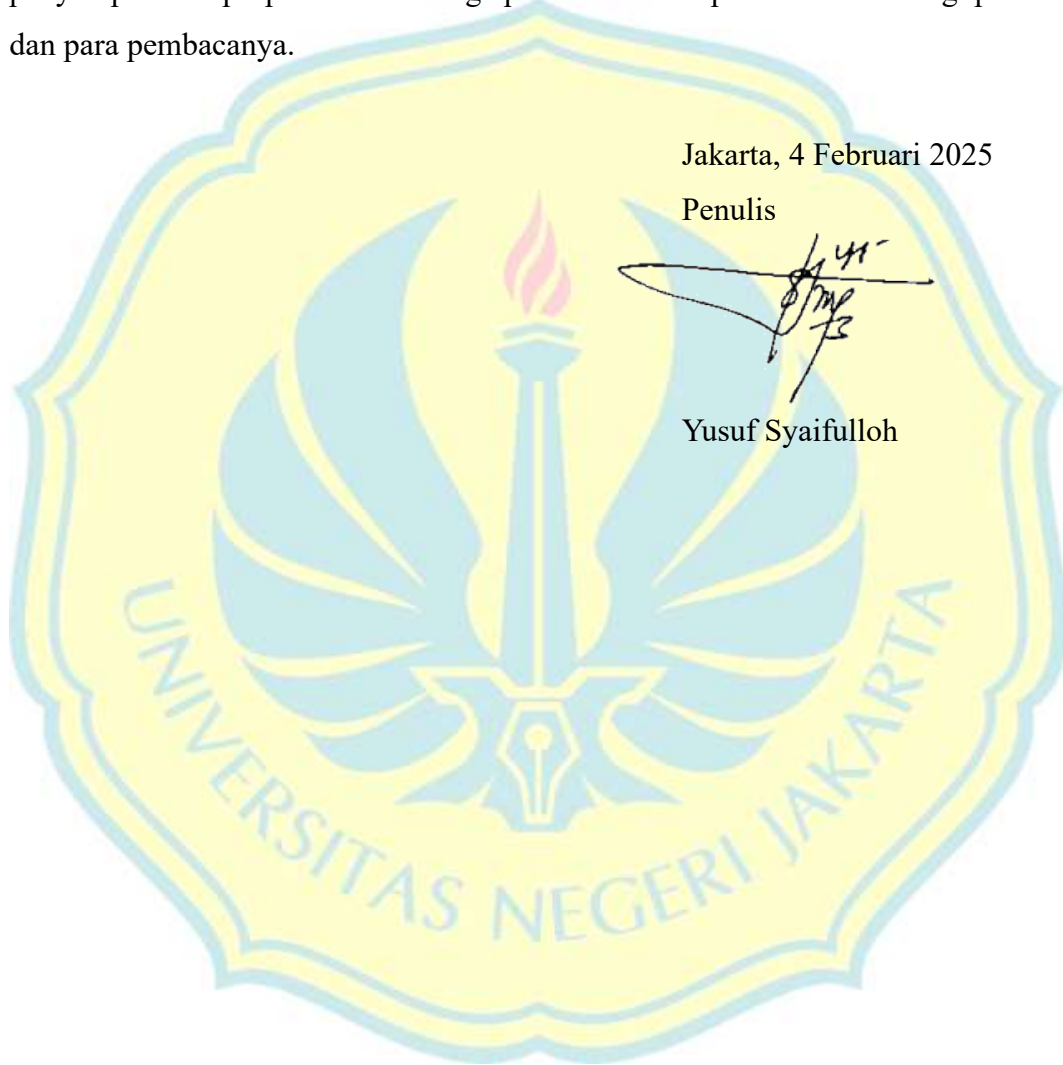 dan para pembacanya.
Jakarta, 4 Februari 2025
Penulis
Yusuf Syaifulloh
UNIVERSITAS NEGERI JAKARTA